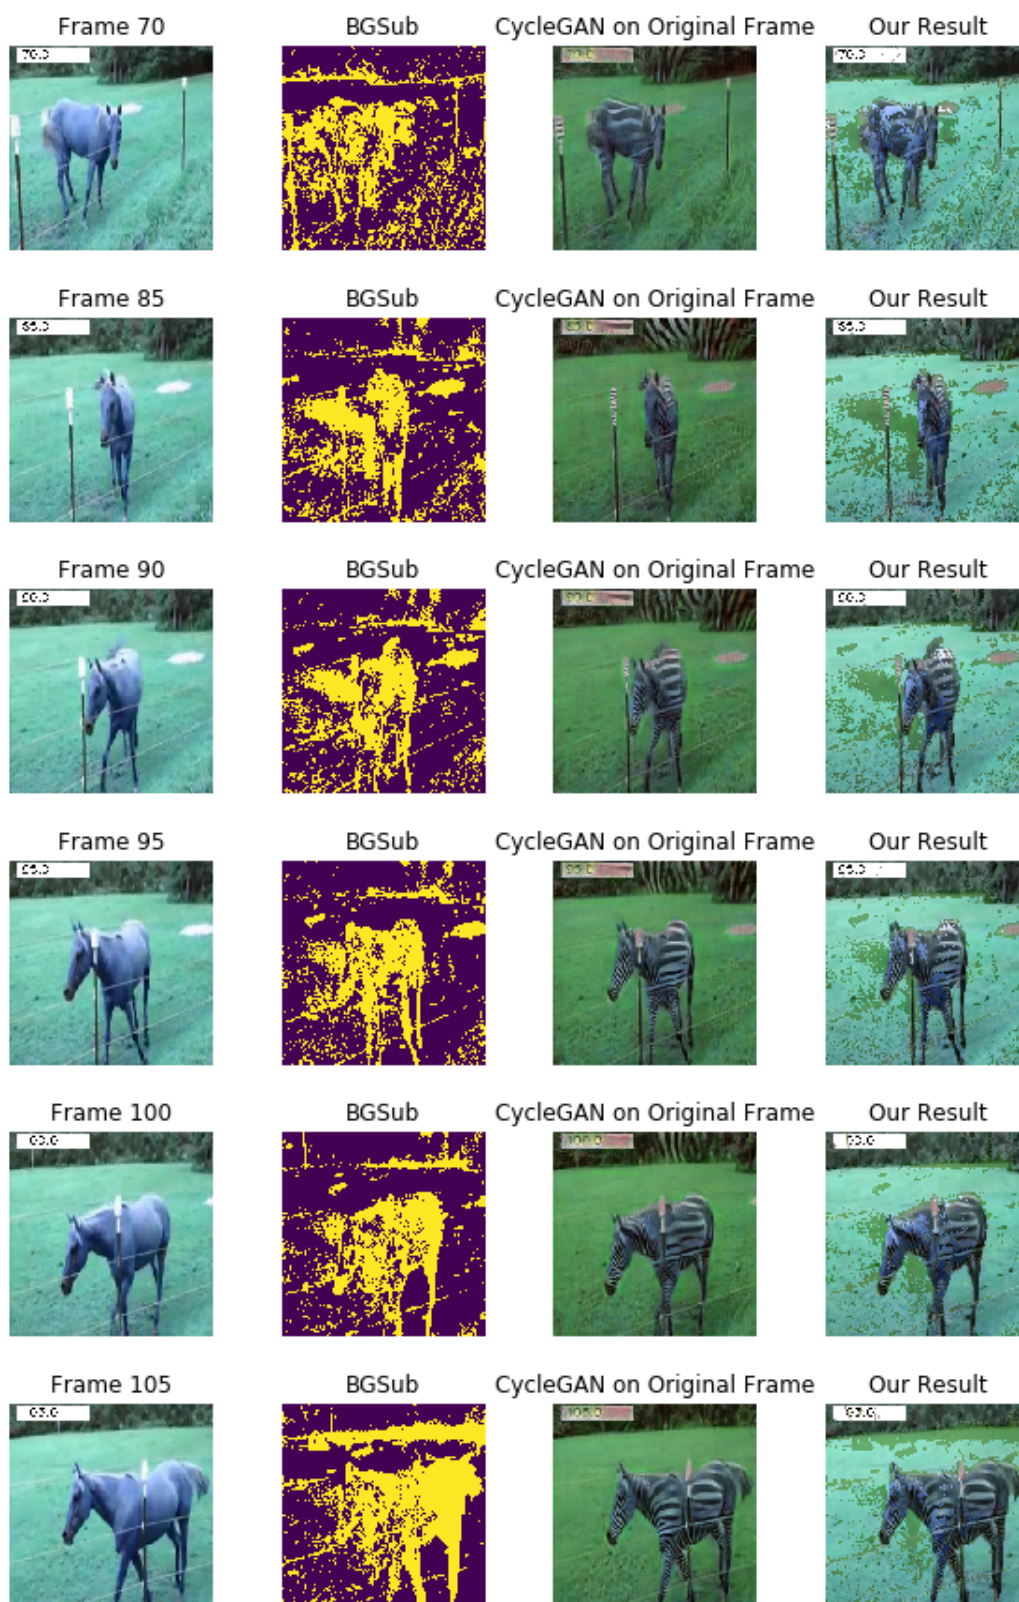 Frame 70 BGSub CycleGAN on Original Frame Our Result
Frame 85 BGSub CycleGAN on Original Frame Our Result
Frame 90 BGSub CycleGAN on Original Frame Our Result
Frame 95 BGSub CycleGAN on Original Frame Our Result
Frame 100 BGSub CycleGAN on Original Frame Our Result
Frame 105 BGSub CycleGAN on Original Frame Our Result